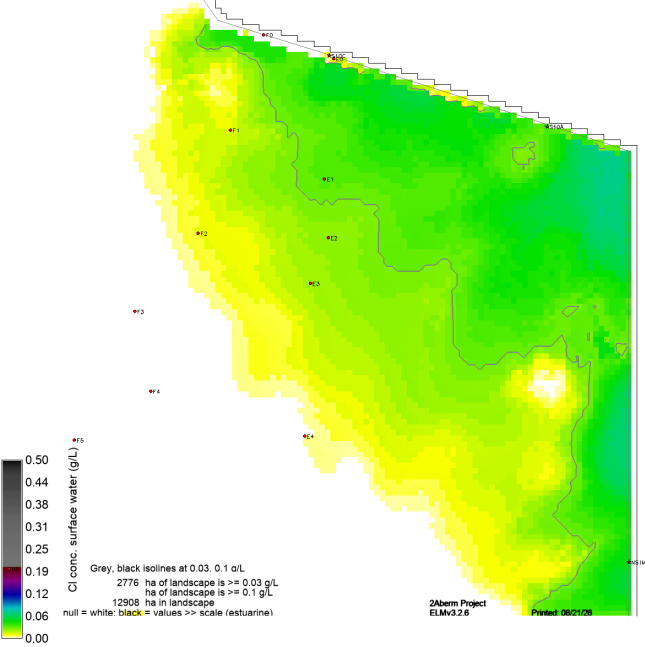 F0
S10C
E0
S10A
F1
E1
F2
E2
E3
F3
F4
E4
F5
NS1M
0.50
0.44
0.38
0.31
0.25
0.19
0.12
0.06
0.00
Cl conc. surface water (g/L)
Grey, black isolines at 0.03, 0.1 g/L
2776 ha of landscape is >= 0.03 g/L
ha of landscape is >= 0.1 g/L
12908 ha in landscape
null = white; black = values >> scale (estuarine)
2Aberm Project
ELMv3.2.6
Printed: 06/21/26